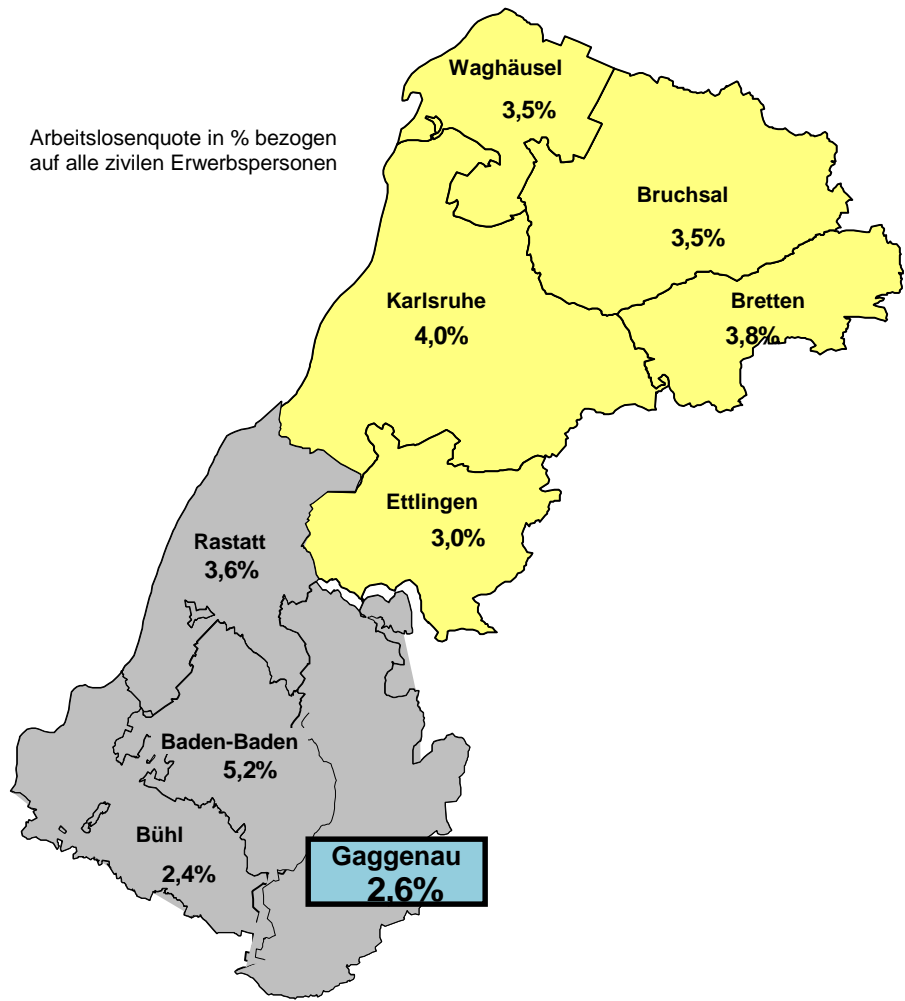 Waghäusel
3,5%
Arbeitslosenquote in % bezogen
auf alle zivilen Erwerbspersonen
Bruchsal
3,5%
Karlsruhe
4,0%
Bretten
3,8%
Ettlingen
3,0%
Rastatt
3,6%
Baden-Baden
5,2%
Bühl
2,4%
Gaggenau
2,6%